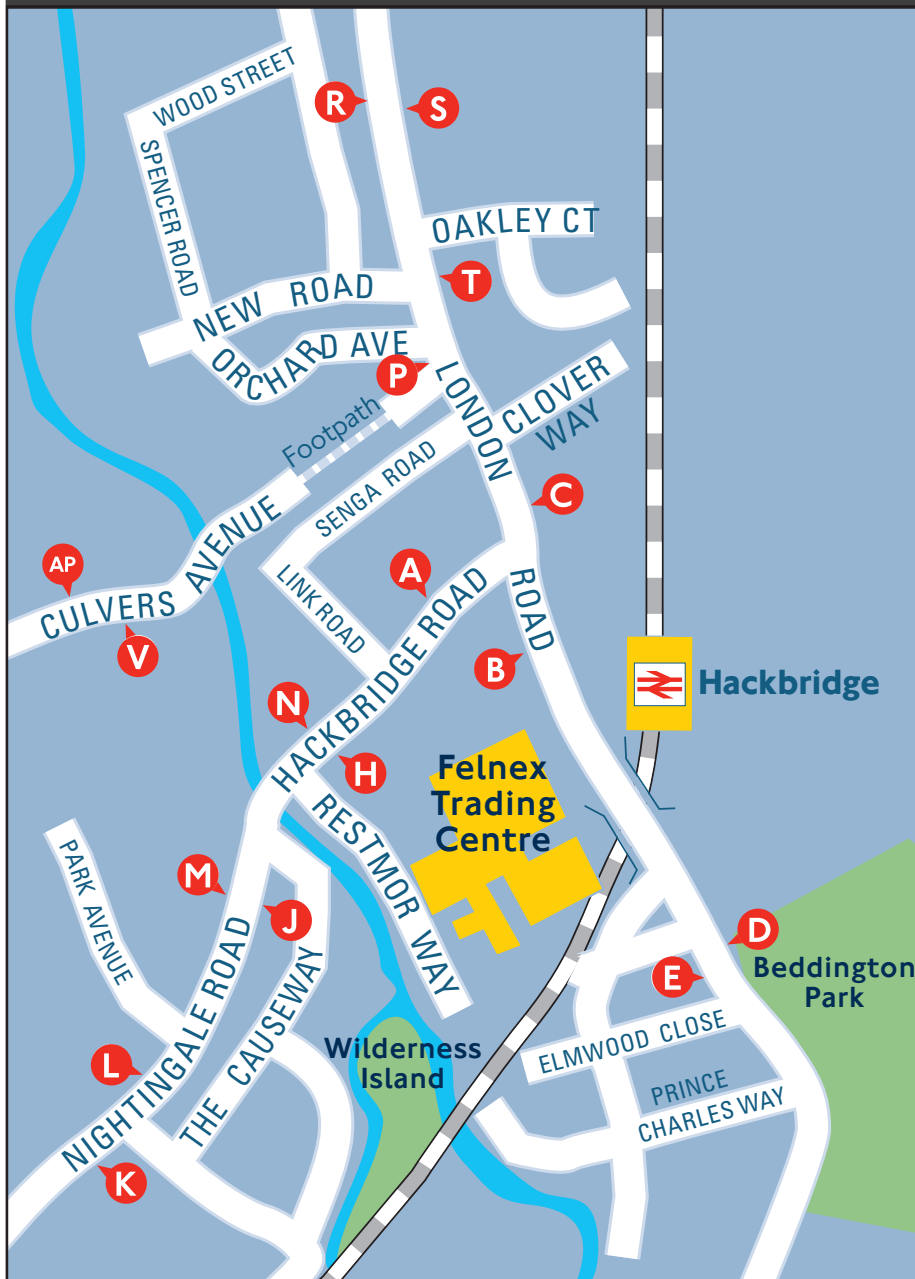 WOOD STREET
R
S
SPENCER ROAD
OAKLEY CT
T
NEW ROAD
ORCHARD AVE
P
LONDON
ROAD
CLOVER
WAY
Footpath
SENGA ROAD
C
CULVERS AVENUE
AP
V
A
LINK ROAD
HACKBRIDGE ROAD
B
Hackbridge
N
H
Felnex
Trading
Centre
RESTMOR WAY
PARK AVENUE
M
J
NIGHTINGALE ROAD
THE CAUSEWAY
D
Beddington
Park
E
Wilderness
Island
ELMWOOD CLOSE
L
PRINCE
CHARLES WAY
K